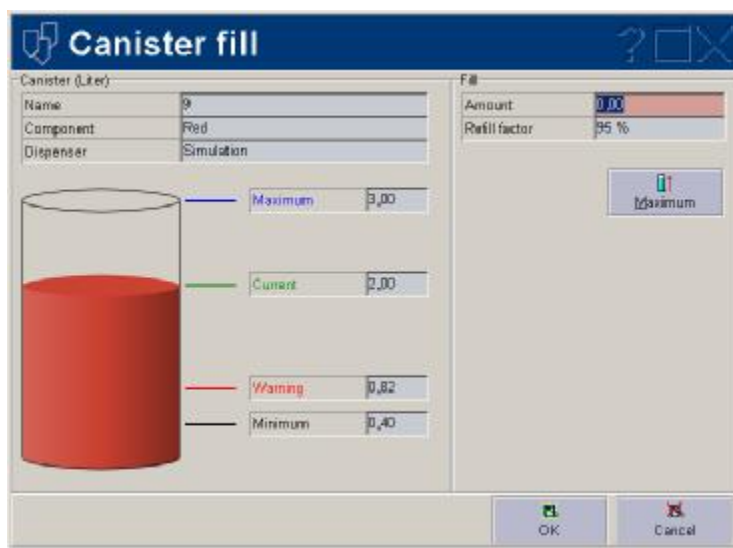 Canister fill
Canister (Liter)
Name 9
Component Red
Dispenser Simulation
Maximum 3,00
Current 2,00
Warning 0,82
Minimum 0,40
Fill
Amount 0,00
Refill factor 95 %
Maximum
OK
Cancel